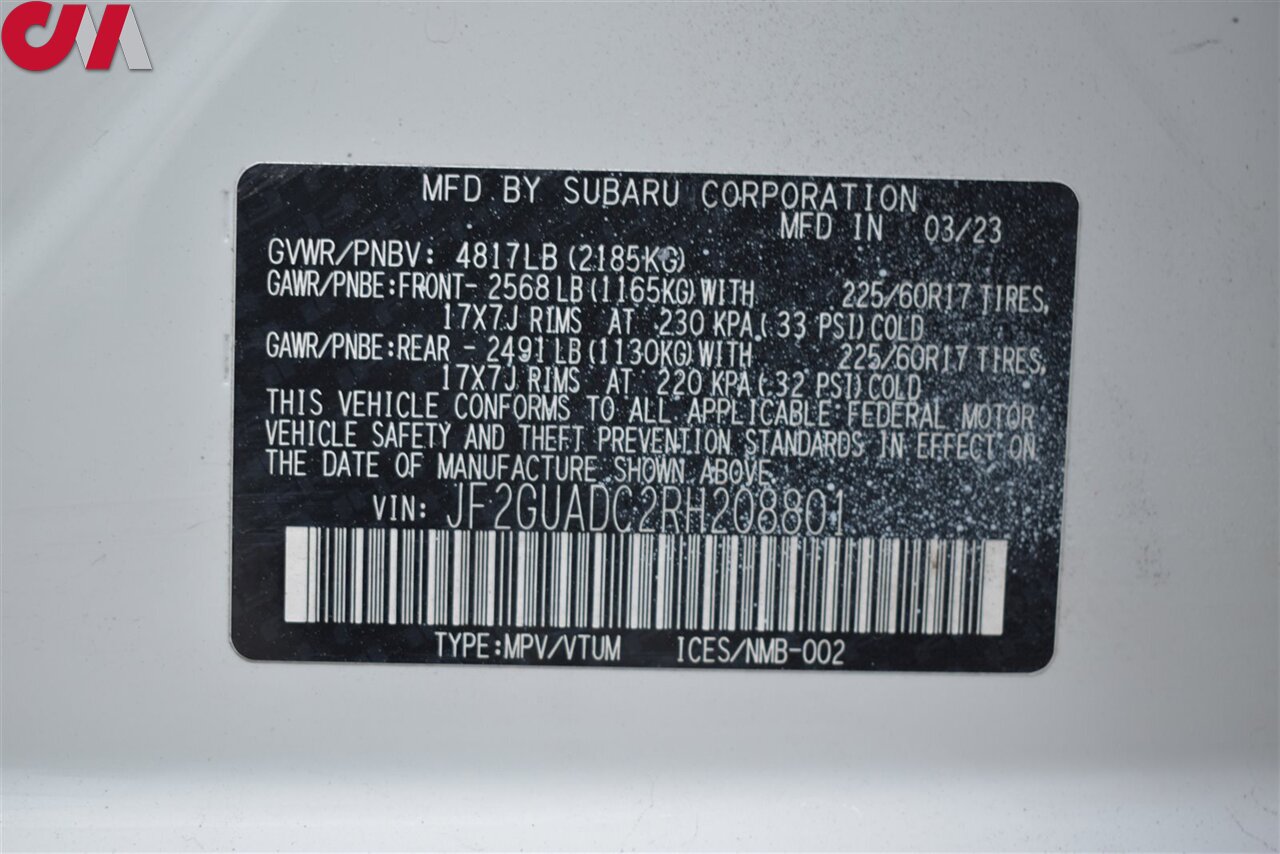 CM
MFD BY SUBARU CORPORATION
MFD IN 03/23
GVWR/PNBV: 4817LB (2185KG)
GAWR/PNBE:FRONT- 2568 LB (1165KG) WITH 225/60R17 TIRES,
17X7J RIMS AT 230 KPA( 33 PSI) COLD
GAWR/PNBE:REAR - 2491 LB (1130KG) WITH 225/60R17 TIRES,
17X7J RIMS AT 220 KPA( 32 PSI) COLD
THIS VEHICLE CONFORMS TO ALL APPLICABLE FEDERAL MOTOR
VEHICLE SAFETY AND THEFT PREVENTION STANDARDS IN EFFECT ON
THE DATE OF MANUFACTURE SHOWN ABOVE.
VIN: JF2GUADC2RH208801
TYPE:MPV/VTUM ICES/NMB-002